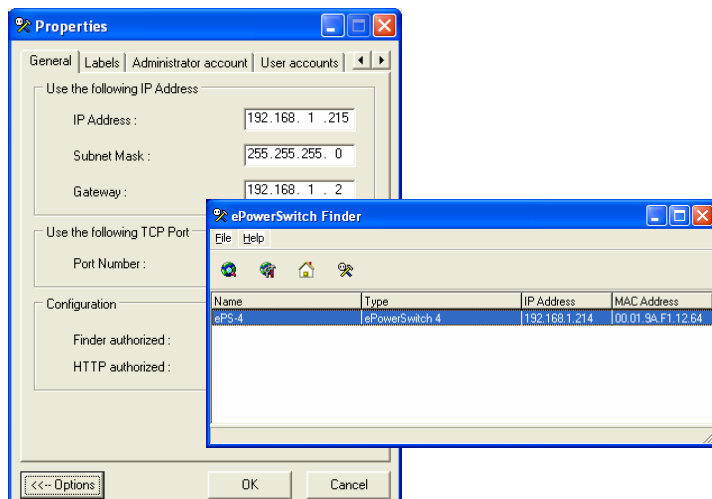 Properties
General Labels Administrator account User accounts
Use the following IP Address
IP Address : 192.168. 1 .215
Subnet Mask : 255.255.255. 0
Gateway : 192.168. 1 . 2
Use the following TCP Port
Port Number :
Configuration
Finder authorized :
HTTP authorized :
<<-- Options OK Cancel
ePowerSwitch Finder
File Help
Name Type IP Address MAC Address
ePS-4 ePowerSwitch 4 192.168.1.214 00.01.9A.F1.12.64